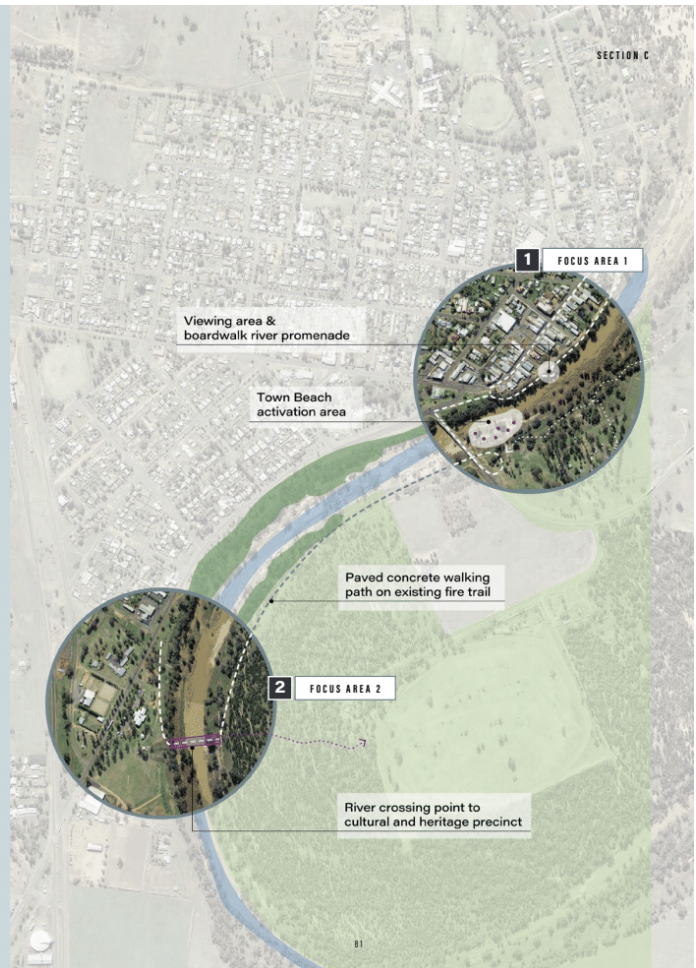 SECTION C
1 FOCUS AREA 1
Viewing area &
boardwalk river promenade
Town Beach
activation area
Paved concrete walking
path on existing fire trail
2 FOCUS AREA 2
River crossing point to
cultural and heritage precinct
81